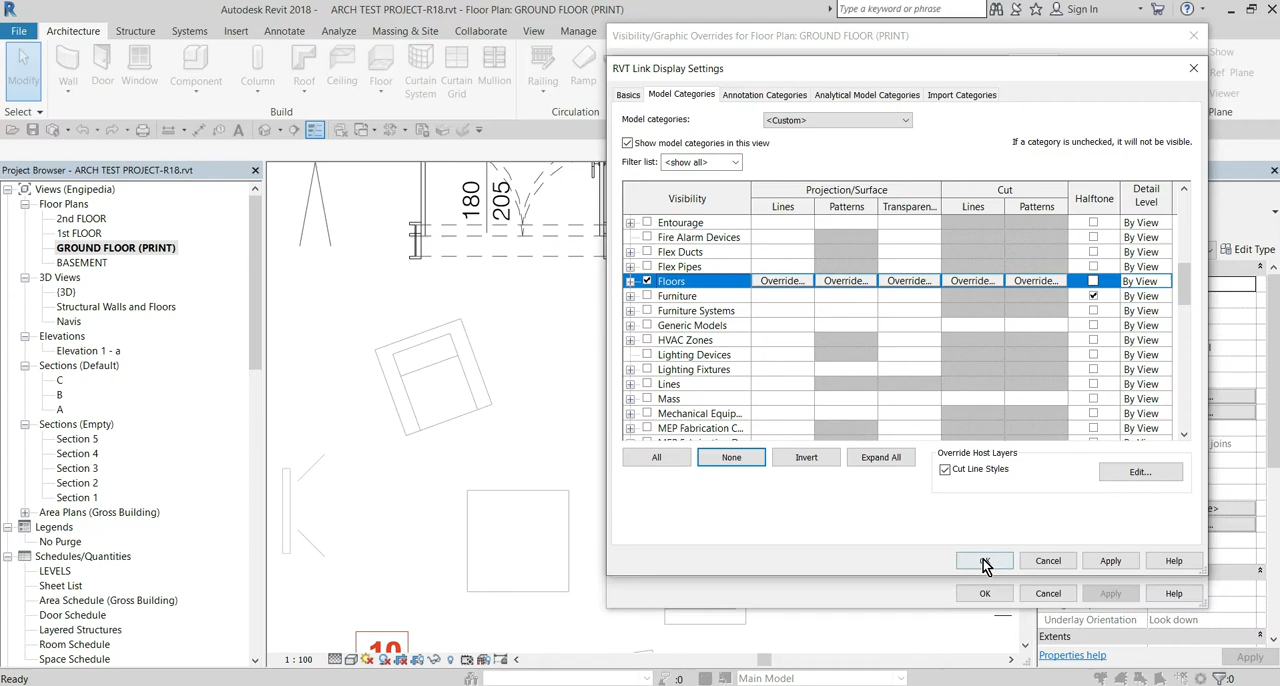 Autodesk Revit 2018 - ARCH TEST PROJECT-R18.rvt - Floor Plan: GROUND FLOOR (PRINT)
Type a keyword or phrase
Sign In
File Architecture Structure Systems Insert Annotate Analyze Massing & Site Collaborate View Manage
Modify Wall Door Window Component Column Roof Ceiling Floor Curtain System Curtain Grid Mullion Railing Ramp
Select Build Circulation
Show
Ref Plane
Viewer
Plane
Project Browser - ARCH TEST PROJECT-R18.rvt
Views (Engipedia)
Floor Plans
2nd FLOOR
1st FLOOR
GROUND FLOOR (PRINT)
BASEMENT
3D Views
{3D}
Structural Walls and Floors
Navis
Elevations
Elevation 1 - a
Sections (Default)
C
B
A
Sections (Empty)
Section 5
Section 4
Section 3
Section 2
Section 1
Area Plans (Gross Building)
Legends
No Purge
Schedules/Quantities
LEVELS
Sheet List
Area Schedule (Gross Building)
Door Schedule
Layered Structures
Room Schedule
Space Schedule
180
205
10
Visibility/Graphic Overrides for Floor Plan: GROUND FLOOR (PRINT)
RVT Link Display Settings
Basics Model Categories Annotation Categories Analytical Model Categories Import Categories
Model categories: <Custom>
Show model categories in this view
If a category is unchecked, it will not be visible.
Filter list: <show all>
Visibility Projection/Surface Cut Halftone Detail Level
Lines Patterns Transparen... Lines Patterns
Entourage By View
Fire Alarm Devices By View
Flex Ducts By View
Flex Pipes By View
Floors Override... Override... Override... Override... Override... By View
Furniture By View
Furniture Systems By View
Generic Models By View
HVAC Zones By View
Lighting Devices By View
Lighting Fixtures By View
Lines By View
Mass By View
Mechanical Equip... By View
MEP Fabrication C... By View
All None Invert Expand All
Override Host Layers
Cut Line Styles
Edit...
Cancel Apply Help
OK Cancel Apply Help
Edit Type
joins
Underlay Orientation Look down
Extents
Properties help
Apply
1 : 100
Ready
:0
Main Model
:0